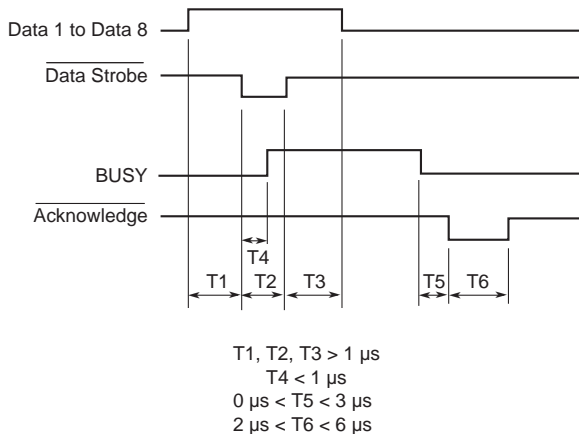 Data 1 to Data 8
Data Strobe
BUSY
Acknowledge
T4
T1 T2 T3 T5 T6
T1, T2, T3 > 1 µs
T4 < 1 µs
0 µs < T5 < 3 µs
2 µs < T6 < 6 µs